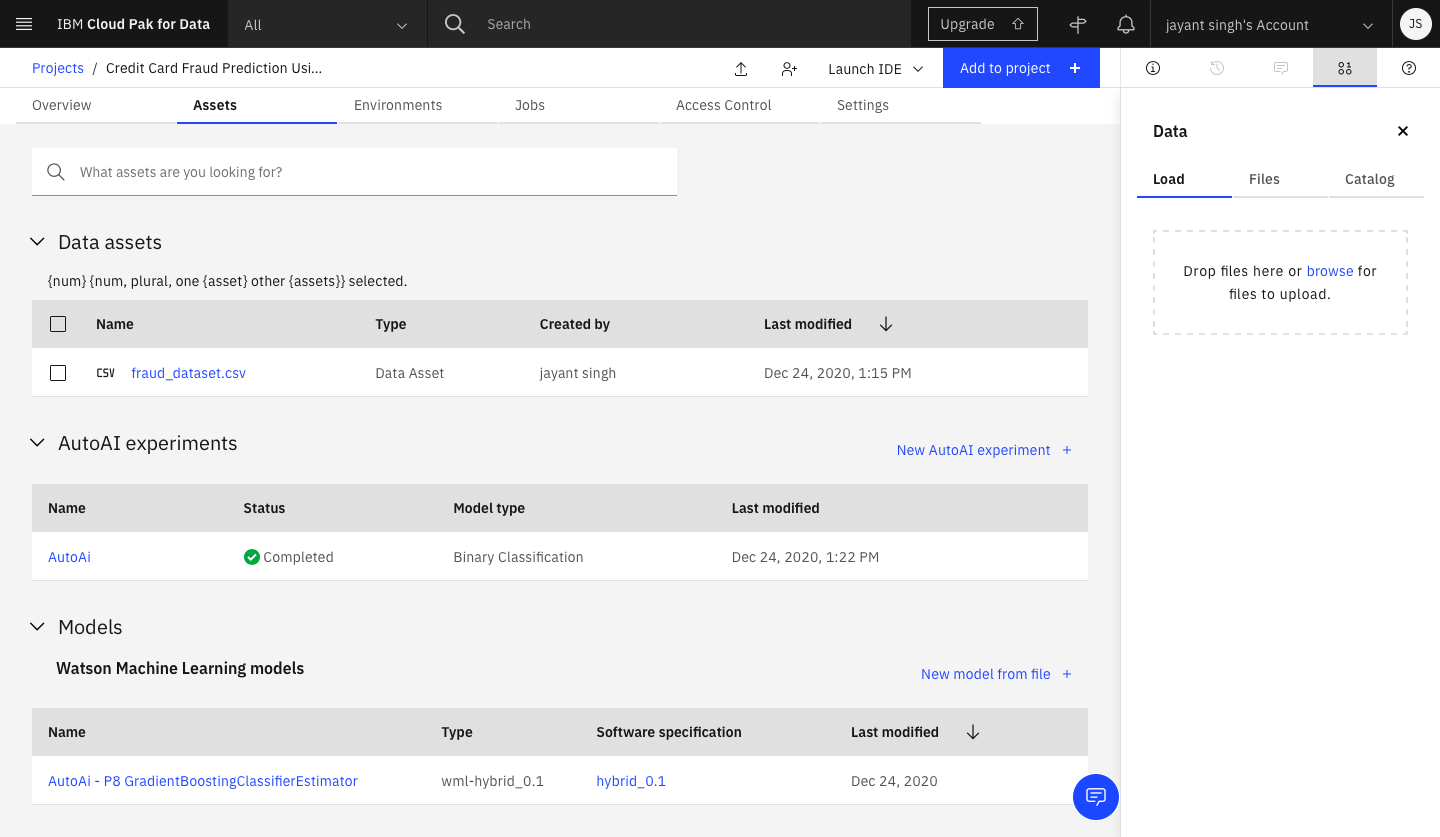 IBM Cloud Pak for Data
All
Search
Upgrade
jayant singh's Account
JS
Projects / Credit Card Fraud Prediction Usi...
Launch IDE
Add to project +
Overview
Assets
Environments
Jobs
Access Control
Settings
What assets are you looking for?
Data assets
{num} {num, plural, one {asset} other {assets}} selected.
Name Type Created by Last modified
CSV fraud_dataset.csv Data Asset jayant singh Dec 24, 2020, 1:15 PM
AutoAI experiments
New AutoAI experiment +
Name Status Model type Last modified
AutoAi Completed Binary Classification Dec 24, 2020, 1:22 PM
Models
Watson Machine Learning models
New model from file +
Name Type Software specification Last modified
AutoAi - P8 GradientBoostingClassifierEstimator wml-hybrid_0.1 hybrid_0.1 Dec 24, 2020
Data
Load Files Catalog
Drop files here or browse for
files to upload.